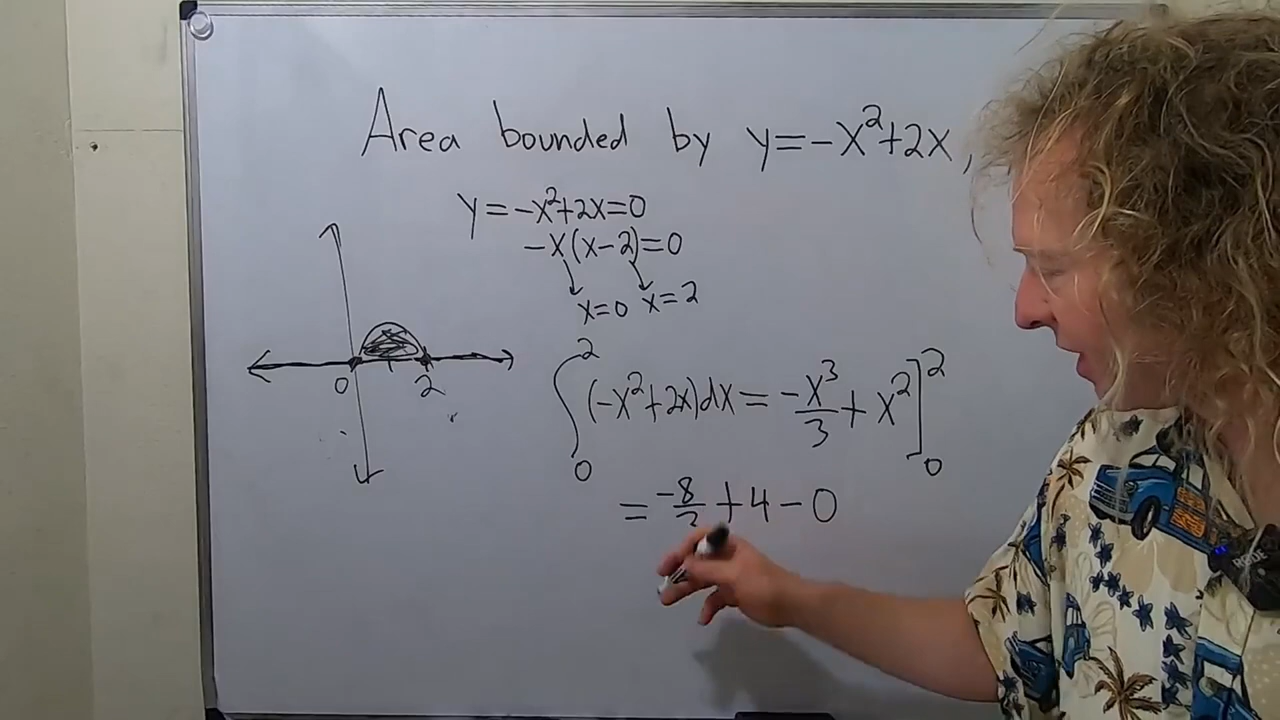 Area bounded by y=-x²+2x,
y=-x²+2x=0
-x(x-2)=0
x=0 x=2
0 2
∫₀² (-x²+2x)dx = -x³/3 + x²]₀²
= -8/3 + 4 - 0
RODE